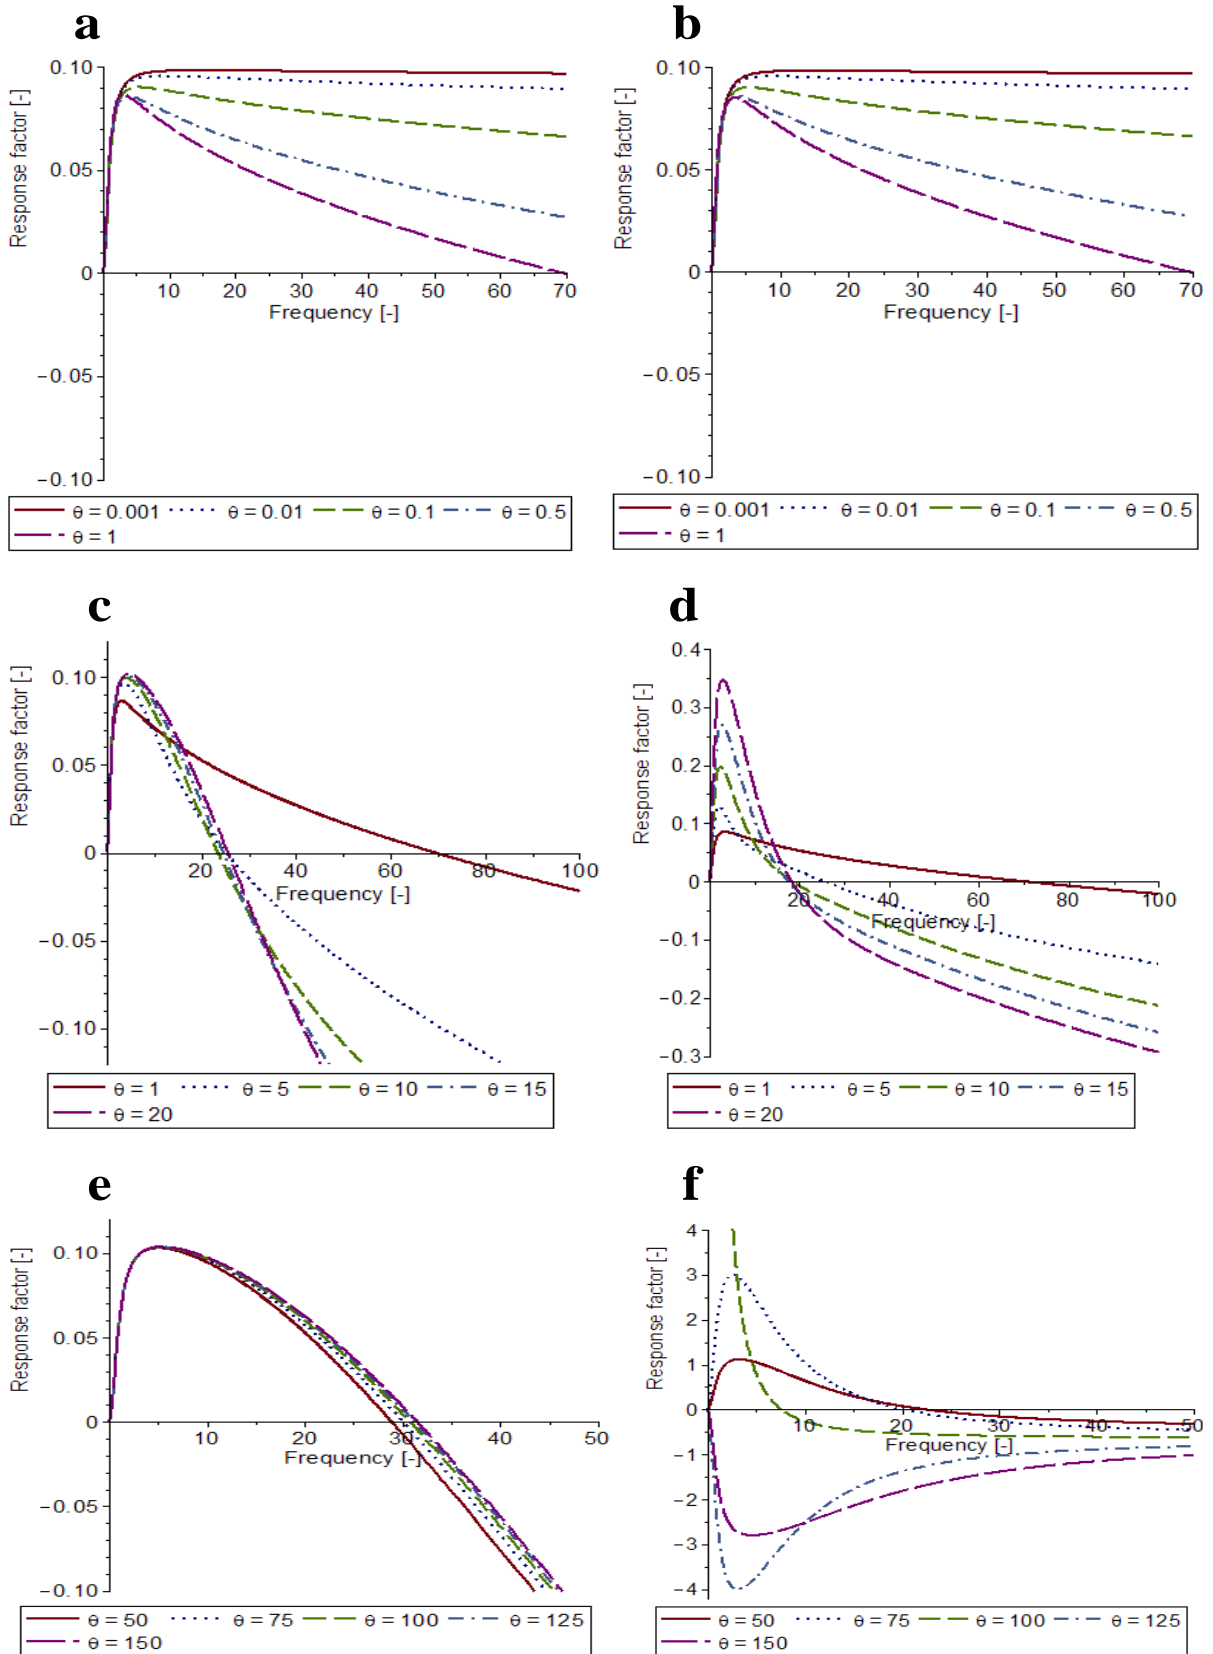 a
b
Response factor [-]
0.10
0.05
0
−0.05
−0.10
10 20 30 40 50 60 70
Frequency [-]
θ = 0.001 θ = 0.01 θ = 0.1 θ = 0.5
θ = 1
Response factor [-]
0.10
0.05
0
−0.05
−0.10
10 20 30 40 50 60 70
Frequency [-]
θ = 0.001 θ = 0.01 θ = 0.1 θ = 0.5
θ = 1
c
d
Response factor [-]
0.10
0.05
0
−0.05
−0.10
20 40 60 80 100
Frequency [-]
θ = 1 θ = 5 θ = 10 θ = 15
θ = 20
Response factor [-]
0.4
0.3
0.2
0.1
0
−0.1
−0.2
−0.3
20 40 60 80 100
Frequency [-]
θ = 1 θ = 5 θ = 10 θ = 15
θ = 20
e
f
Response factor [-]
0.10
0.05
0
−0.05
−0.10
10 20 30 40 50
Frequency [-]
θ = 50 θ = 75 θ = 100 θ = 125
θ = 150
Response factor [-]
4
3
2
1
0
−1
−2
−3
−4
10 20 30 40 50
Frequency [-]
θ = 50 θ = 75 θ = 100 θ = 125
θ = 150